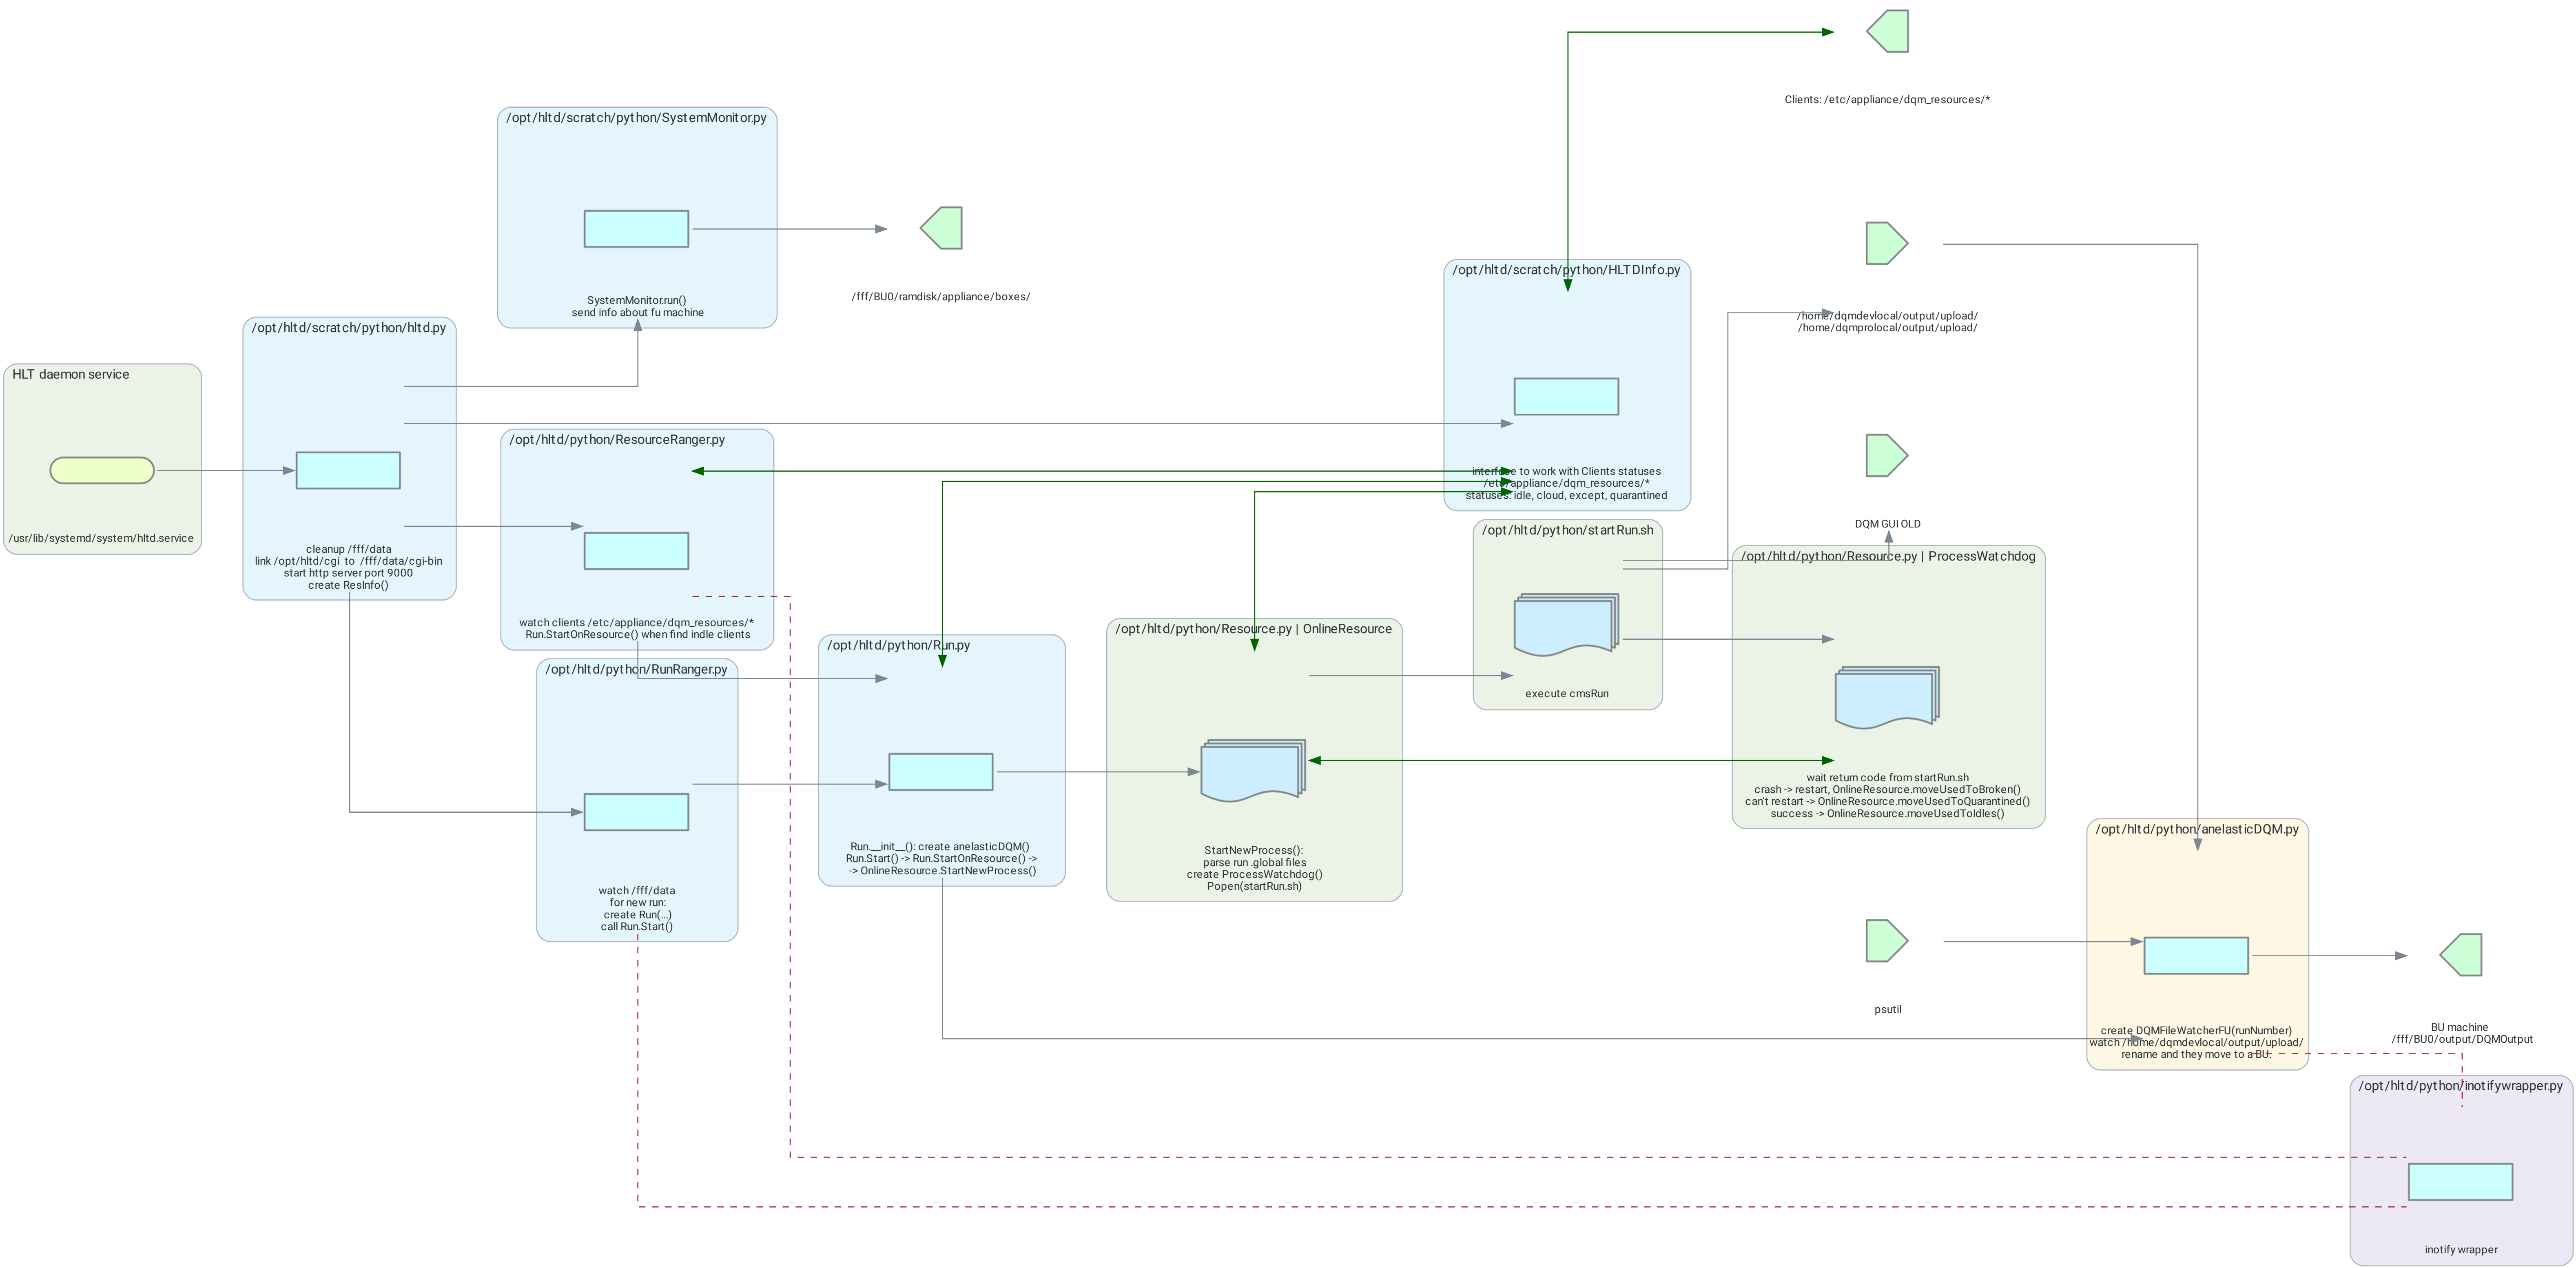 Clients: /etc/appliance/dqm_resources/*
/opt/hltd/scratch/python/SystemMonitor.py
SystemMonitor.run()
send info about fu machine
/fff/BU0/ramdisk/appliance/boxes/
/opt/hltd/scratch/python/HLTDInfo.py
interface to work with Clients statuses
/etc/appliance/dqm_resources/*
statuses: idle, cloud, except, quarantined
/home/dqmdevlocal/output/upload/
/home/dqmprolocal/output/upload/
HLT daemon service
/usr/lib/systemd/system/hltd.service
/opt/hltd/scratch/python/hltd.py
cleanup /fff/data
link /opt/hltd/cgi to /fff/data/cgi-bin
start http server port 9000
create ResInfo()
/opt/hltd/python/ResourceRanger.py
watch clients /etc/appliance/dqm_resources/*
Run.StartOnResource() when find indle clients
DQM GUI OLD
/opt/hltd/python/startRun.sh
execute cmsRun
/opt/hltd/python/Resource.py | ProcessWatchdog
wait return code from startRun.sh
crash -> restart, OnlineResource.moveUsedToBroken()
can't restart -> OnlineResource.moveUsedToQuarantined()
success -> OnlineResource.moveUsedToIdles()
/opt/hltd/python/RunRanger.py
watch /fff/data
for new run:
create Run(...)
call Run.Start()
/opt/hltd/python/Run.py
Run.__init__(): create anelasticDQM()
Run.Start() -> Run.StartOnResource() ->
-> OnlineResource.StartNewProcess()
/opt/hltd/python/Resource.py | OnlineResource
StartNewProcess():
parse run .global files
create ProcessWatchdog()
Popen(startRun.sh)
/opt/hltd/python/anelasticDQM.py
create DQMFileWatcherFU(runNumber)
watch /home/dqmdevlocal/output/upload/
rename and they move to a BU.
psutil
BU machine
/fff/BU0/output/DQMOutput
/opt/hltd/python/inotifywrapper.py
inotify wrapper